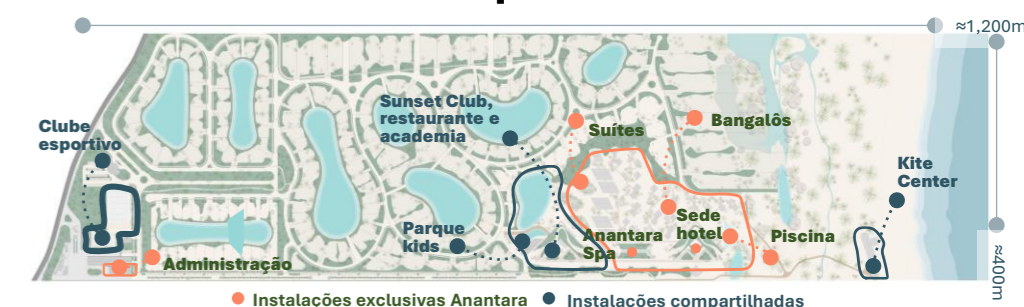 ≈1,200m
Sunset Club,
restaurante e
academia
Clube
esportivo
Suítes
Bangalôs
Kite
Center
Sede
hotel
Parque
kids
Anantara
Spa
Piscina
Administração
≈400m
Instalações exclusivas Anantara
Instalações compartilhadas